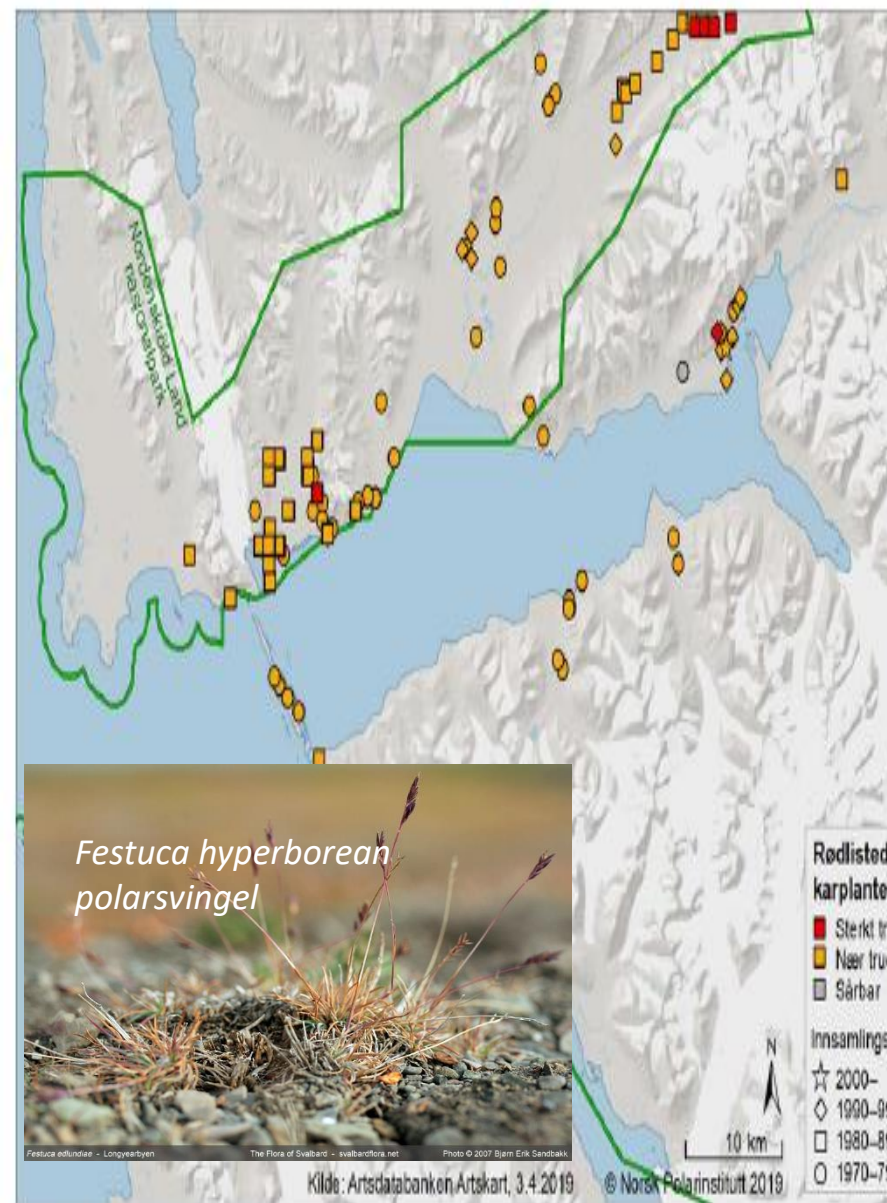 Nordenskiöld Land
nasjonalpark
Festuca hyperborean
polarsvingel
Festuca edlundiae - Longyearbyen
The Flora of Svalbard - svalbardflora.net
Photo © 2007 Bjørn Erik Sandbakk
Rødlisted
karplante
Sterkt tr
Nær tru
Sårbar
Innsamlings
2000–
1990–9
1980–8
1970–7
N
10 km
Kilde: Artsdatabanken Artskart, 3.4.2019
© Norsk Polarinstitutt 2019